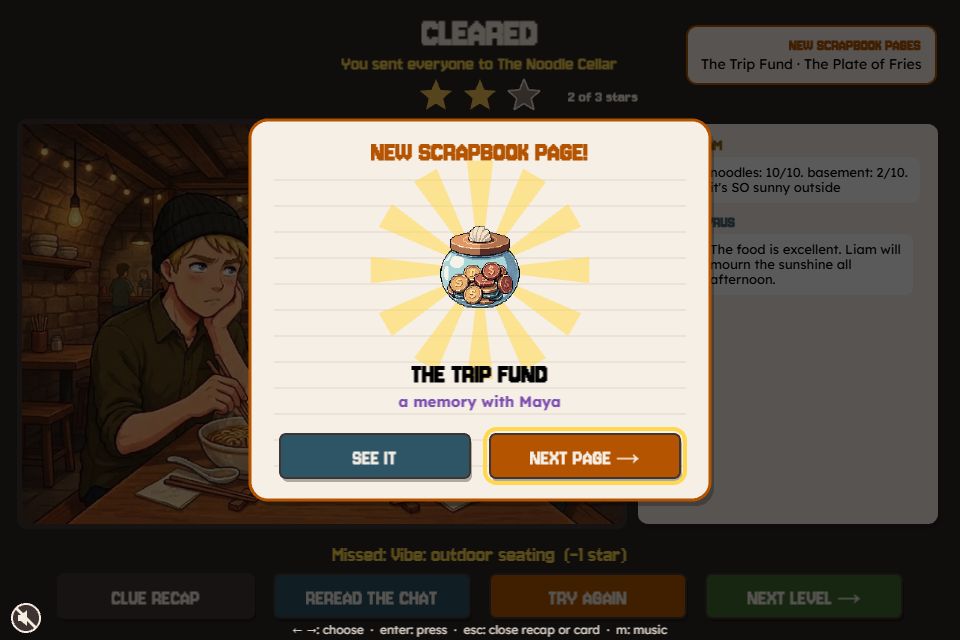 CLEARED
You sent everyone to The Noodle Cellar
2 of 3 stars
NEW SCRAPBOOK PAGES
The Trip Fund · The Plate of Fries
NEW SCRAPBOOK PAGE!
THE TRIP FUND
a memory with Maya
SEE IT
NEXT PAGE →
noodles: 10/10. basement: 2/10.
it's SO sunny outside
The food is excellent. Liam will
mourn the sunshine all
afternoon.
Missed: Vibe: outdoor seating (-1 star)
CLUE RECAP
REREAD THE CHAT
TRY AGAIN
NEXT LEVEL →
← →: choose · enter: press · esc: close recap or card · m: music